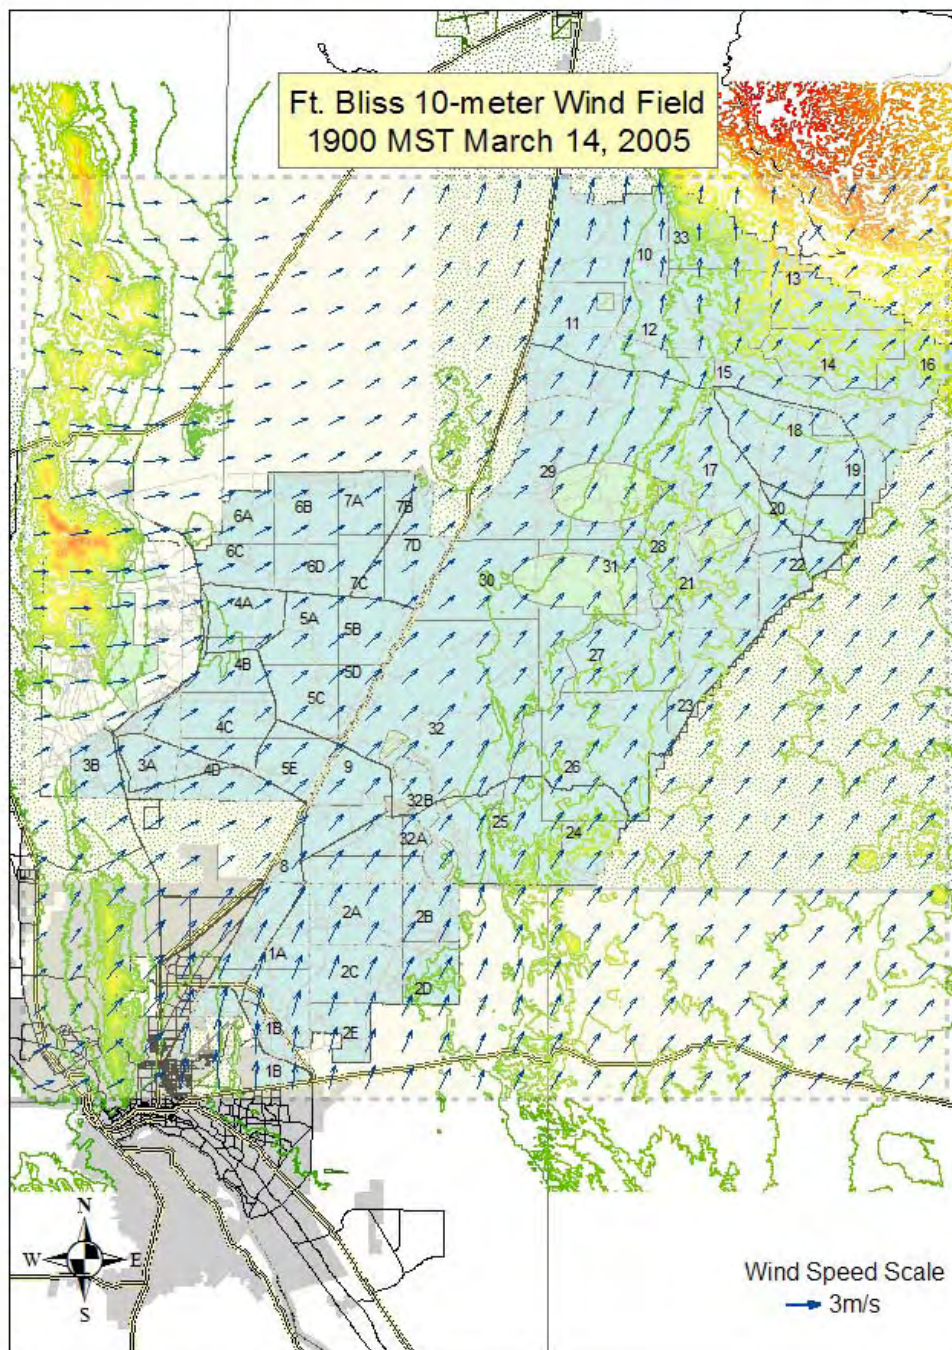 Ft. Bliss 10-meter Wind Field
1900 MST March 14, 2005
10
33
13
11
12
15
14
16
18
29
17
19
7A
6B
7B
6A
20
7D
6C
28
6D
31
22
7C
30
21
4A
5A
5B
4B
5D
27
5C
23
4C
32
3B
3A
4D
5E
9
26
32B
25
24
32A
8
2A
2B
1A
2C
2D
1B
2E
1B
N
W
E
S
Wind Speed Scale
3m/s